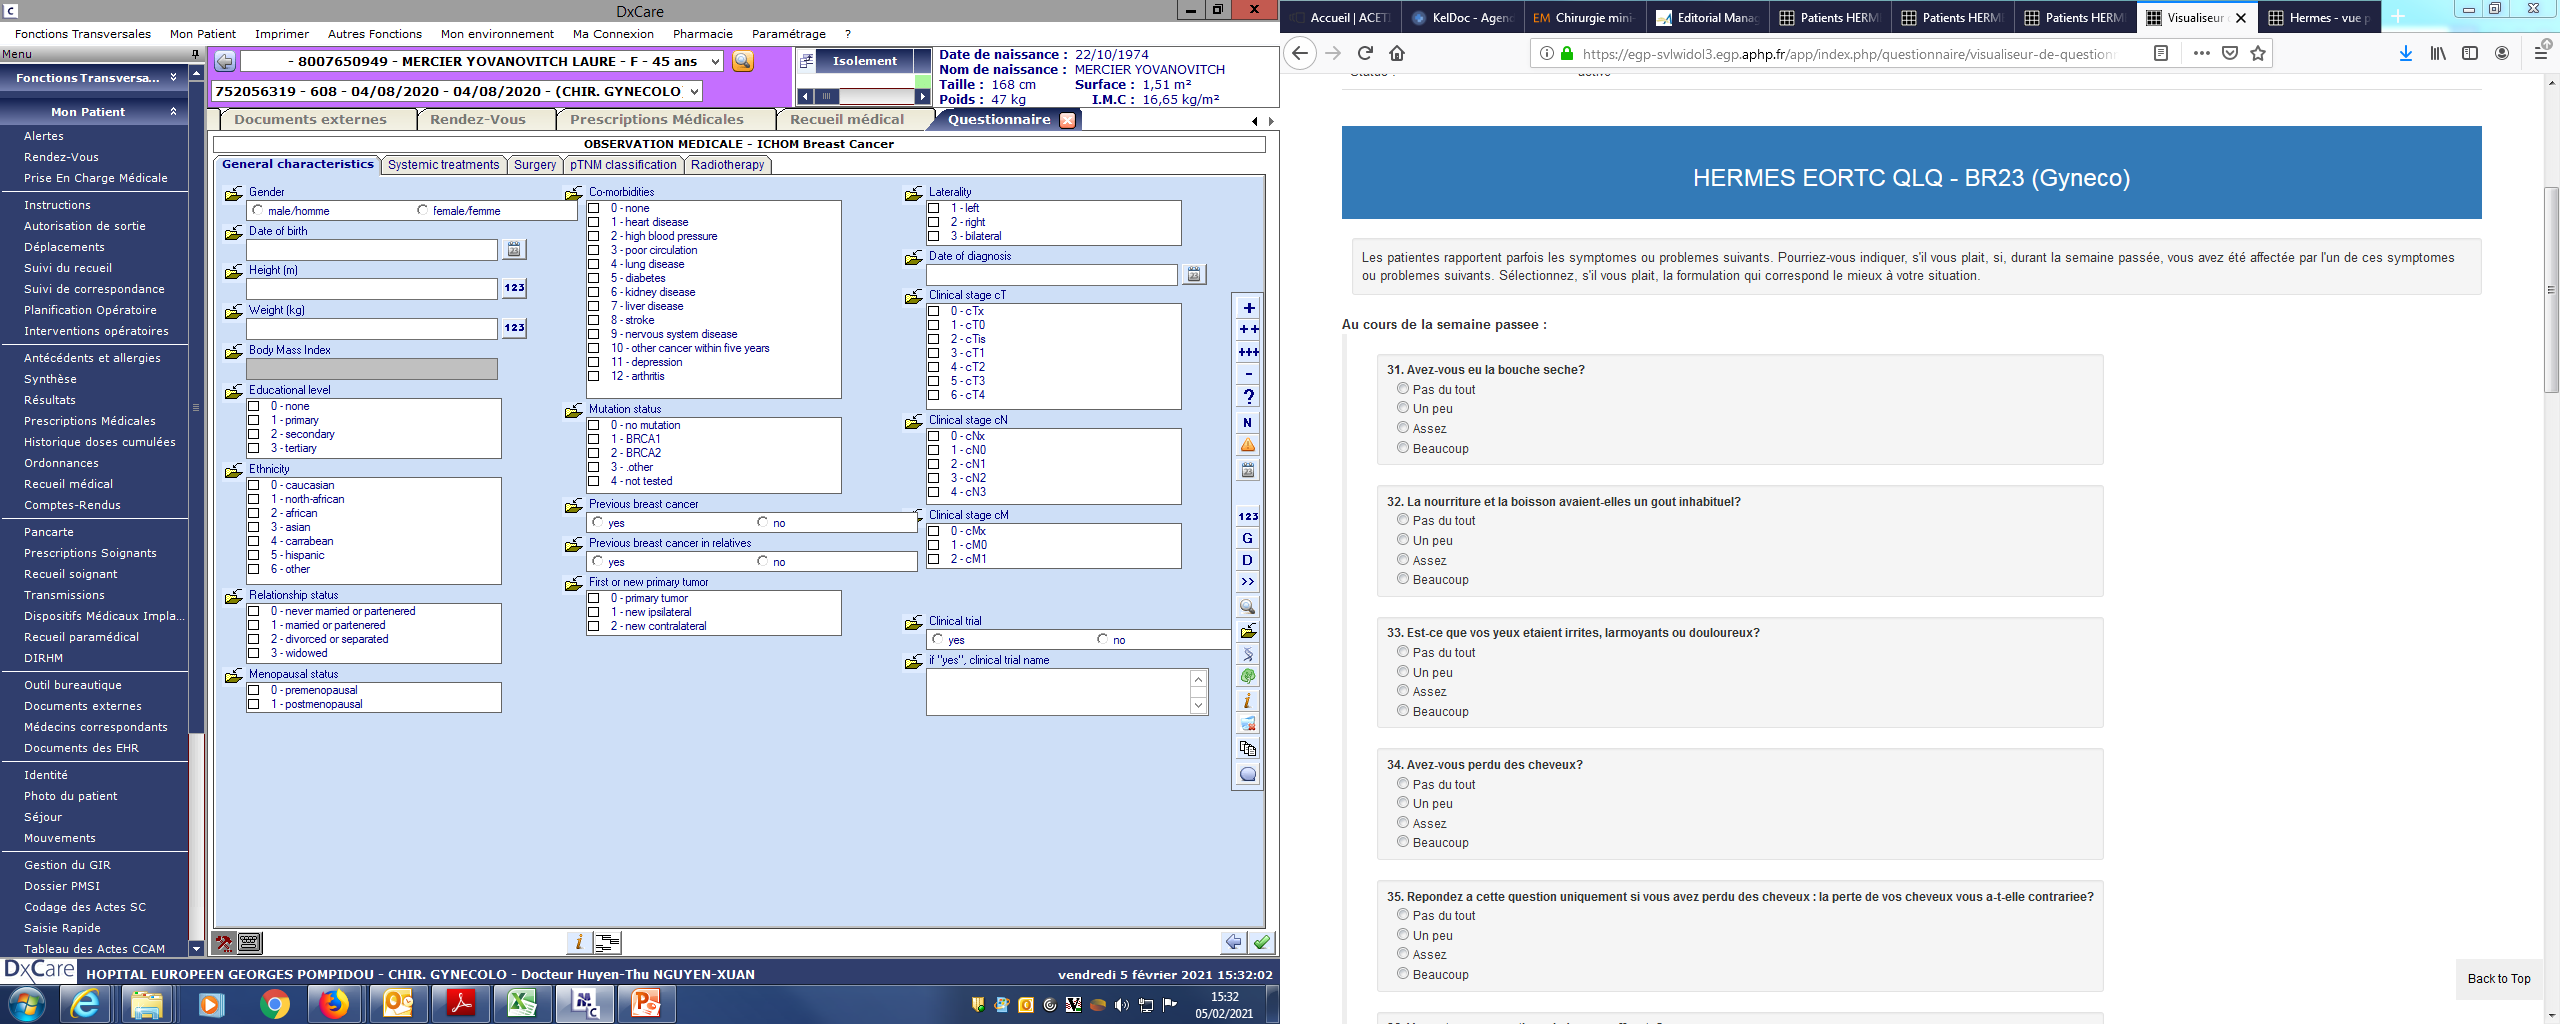 DxCare
Fonctions Transversales Mon Patient Imprimer Autres Fonctions Mon environnement Ma Connexion Pharmacie Paramétrage ?
Menu
Fonctions Transversa...
Mon Patient
Alertes
Rendez-Vous
Prise En Charge Médicale
Instructions
Autorisation de sortie
Déplacements
Suivi du recueil
Suivi de correspondance
Planification Opératoire
Interventions opératoires
Antécédents et allergies
Synthèse
Résultats
Prescriptions Médicales
Historique doses cumulées
Ordonnances
Recueil médical
Comptes-Rendus
Pancarte
Prescriptions Soignants
Recueil soignant
Transmissions
Dispositifs Médicaux Impla...
Recueil paramédical
DIRHM
Outil bureautique
Documents externes
Médecins correspondants
Documents des EHR
Identité
Photo du patient
Séjour
Mouvements
Gestion du GIR
Dossier PMSI
Codage des Actes SC
Saisie Rapide
Tableau des Actes CCAM
- 8007650949 - MERCIER YOVANOVITCH LAURE - F - 45 ans
752056319 - 608 - 04/08/2020 - 04/08/2020 - (CHIR. GYNECOLO
Isolement
Date de naissance : 22/10/1974
Nom de naissance : MERCIER YOVANOVITCH
Taille : 168 cm Surface : 1,51 m²
Poids : 47 kg I.M.C : 16,65 kg/m²
Documents externes Rendez-Vous Prescriptions Médicales Recueil médical Questionnaire
OBSERVATION MEDICALE - ICHOM Breast Cancer
General characteristics Systemic treatments Surgery pTNM classification Radiotherapy
Gender
male/homme female/femme
Date of birth
Height (m)
123
Weight (kg)
123
Body Mass Index
Educational level
0 - none
1 - primary
2 - secondary
3 - tertiary
Ethnicity
0 - caucasian
1 - north-african
2 - african
3 - asian
4 - carrabean
5 - hispanic
6 - other
Relationship status
0 - never married or partenered
1 - married or partenered
2 - divorced or separated
3 - widowed
Menopausal status
0 - premenopausal
1 - postmenopausal
Co-morbidities
0 - none
1 - heart disease
2 - high blood pressure
3 - poor circulation
4 - lung disease
5 - diabetes
6 - kidney disease
7 - liver disease
8 - stroke
9 - nervous system disease
10 - other cancer within five years
11 - depression
12 - arthritis
Mutation status
0 - no mutation
1 - BRCA1
2 - BRCA2
3 - .other
4 - not tested
Previous breast cancer
yes no
Previous breast cancer in relatives
yes no
First or new primary tumor
0 - primary tumor
1 - new ipsilateral
2 - new contralateral
Laterality
1 - left
2 - right
3 - bilateral
Date of diagnosis
Clinical stage cT
0 - cTx
1 - cT0
2 - cTis
3 - cT1
4 - cT2
5 - cT3
6 - cT4
Clinical stage cN
0 - cNx
1 - cN0
2 - cN1
3 - cN2
4 - cN3
Clinical stage cM
0 - cMx
1 - cM0
2 - cM1
Clinical trial
yes no
if "yes", clinical trial name
+
++
+++
-
?
N
123
G
D
>>
DxCare HOPITAL EUROPEEN GEORGES POMPIDOU - CHIR. GYNECOLO - Docteur Huyen-Thu NGUYEN-XUAN vendredi 5 février 2021 15:32:02
15:32
05/02/2021
Accueil | ACETI KelDoc - Agen EM Chirurgie mini- Editorial Mana Patients HERM Patients HERM Patients HERM Visualiseur Hermes - vue p
https://egp-svlwidol3.egp.aphp.fr/app/index.php/questionnaire/visualiseur-de-question
HERMES EORTC QLQ - BR23 (Gyneco)
Les patientes rapportent parfois les symptomes ou problemes suivants. Pourriez-vous indiquer, s'il vous plait, si, durant la semaine passée, vous avez été affectée par l'un de ces symptomes
ou problemes suivants. Sélectionnez, s'il vous plait, la formulation qui correspond le mieux à votre situation.
Au cours de la semaine passee :
31. Avez-vous eu la bouche seche?
Pas du tout
Un peu
Assez
Beaucoup
32. La nourriture et la boisson avaient-elles un gout inhabituel?
Pas du tout
Un peu
Assez
Beaucoup
33. Est-ce que vos yeux etaient irrites, larmoyants ou douloureux?
Pas du tout
Un peu
Assez
Beaucoup
34. Avez-vous perdu des cheveux?
Pas du tout
Un peu
Assez
Beaucoup
35. Repondez a cette question uniquement si vous avez perdu des cheveux : la perte de vos cheveux vous a-t-elle contrariee?
Pas du tout
Un peu
Assez
Beaucoup
Back to Top